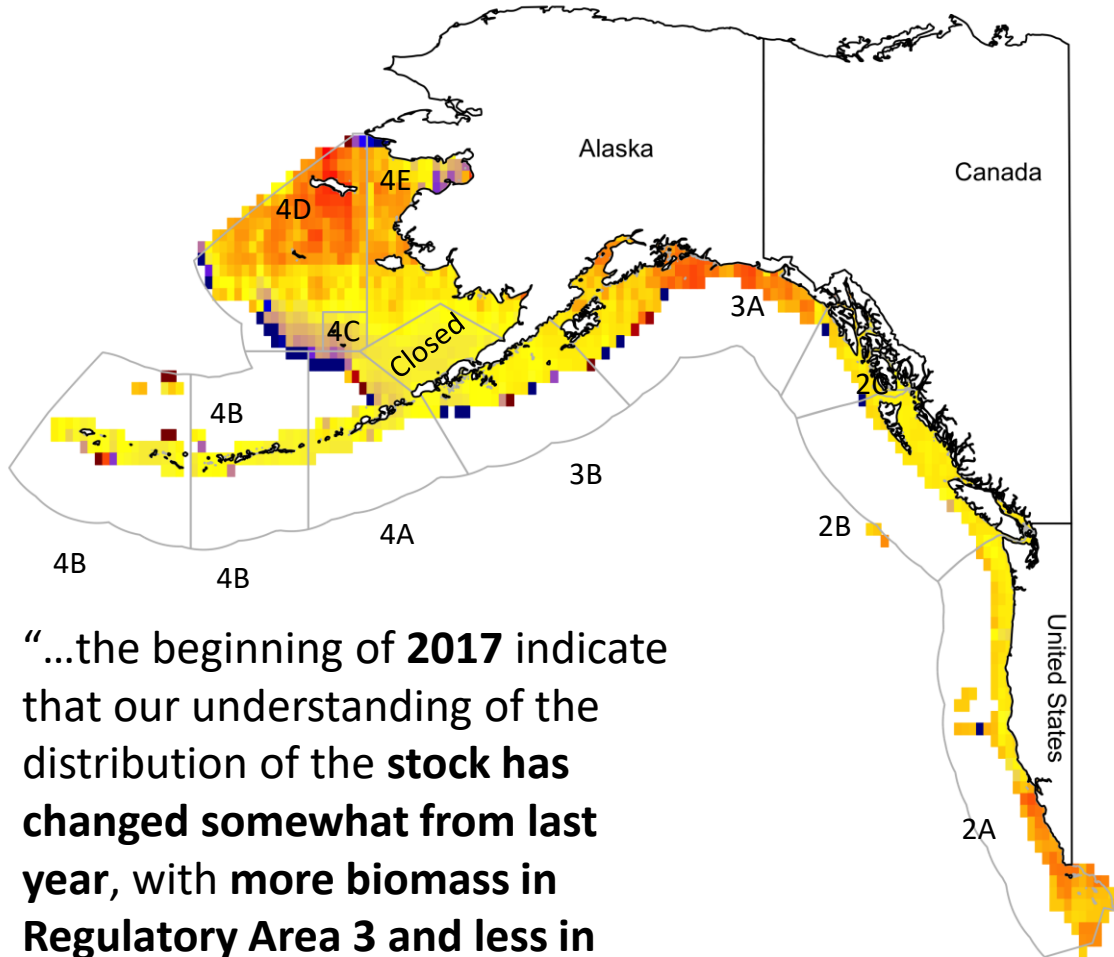 Alaska
Canada
4E
4D
3A
4C
Closed
2C
4B
3B
2B
4A
4B
4B
United States
2A
“…the beginning of 2017 indicate
that our understanding of the
distribution of the stock has
changed somewhat from last
year, with more biomass in
Regulatory Area 3 and less in